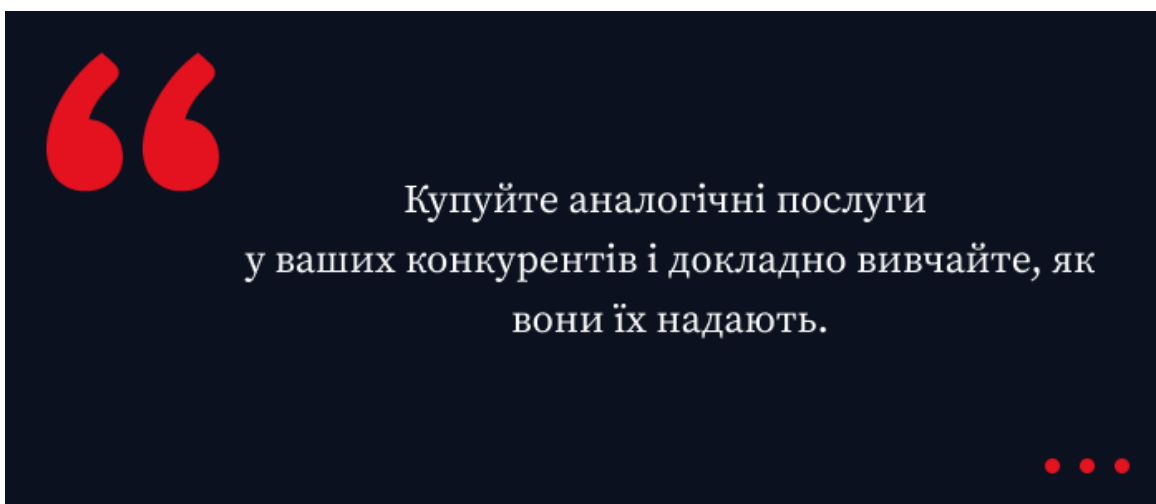 Купуйте аналогічні послуги
у ваших конкурентів і докладно вивчайте, як
вони їх надають.